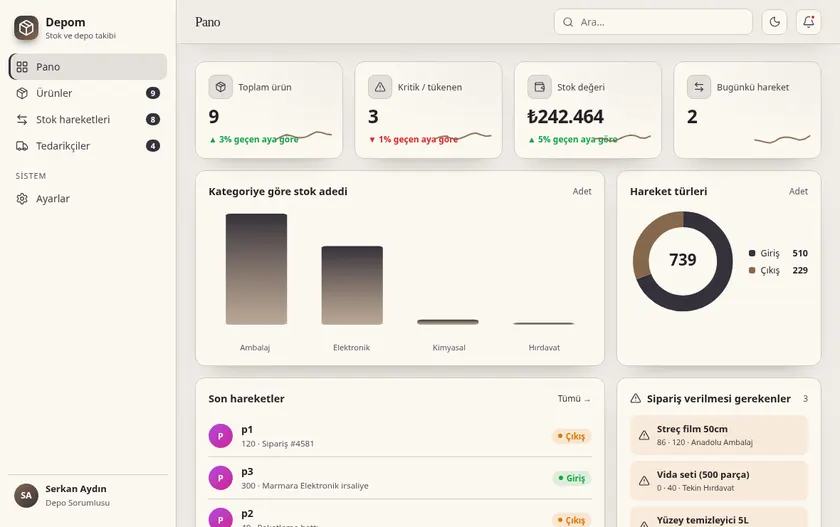 Depom
Stok ve depo takibi
Pano
Ürünler 9
Stok hareketleri 8
Tedarikçiler 4
SİSTEM
Ayarlar
SA
Serkan Aydın
Depo Sorumlusu
Pano
Ara...
Toplam ürün
9
▲ 3% geçen aya göre
Kritik / tükenen
3
▼ 1% geçen aya göre
Stok değeri
₺242.464
▲ 5% geçen aya göre
Bugünkü hareket
2
Kategoriye göre stok adedi
Adet
Ambalaj
Elektronik
Kimyasal
Hırdavat
Hareket türleri
Adet
739
Giriş 510
Çıkış 229
Son hareketler
Tümü →
P
p1
120 · Sipariş #4581
Çıkış
P
p3
300 · Marmara Elektronik irsaliye
Giriş
P
p2
Çıkış
Sipariş verilmesi gerekenler 3
Streç film 50cm
86 · 120 · Anadolu Ambalaj
Vida seti (500 parça)
0 · 40 · Tekin Hırdavat
Yüzey temizleyici 5L